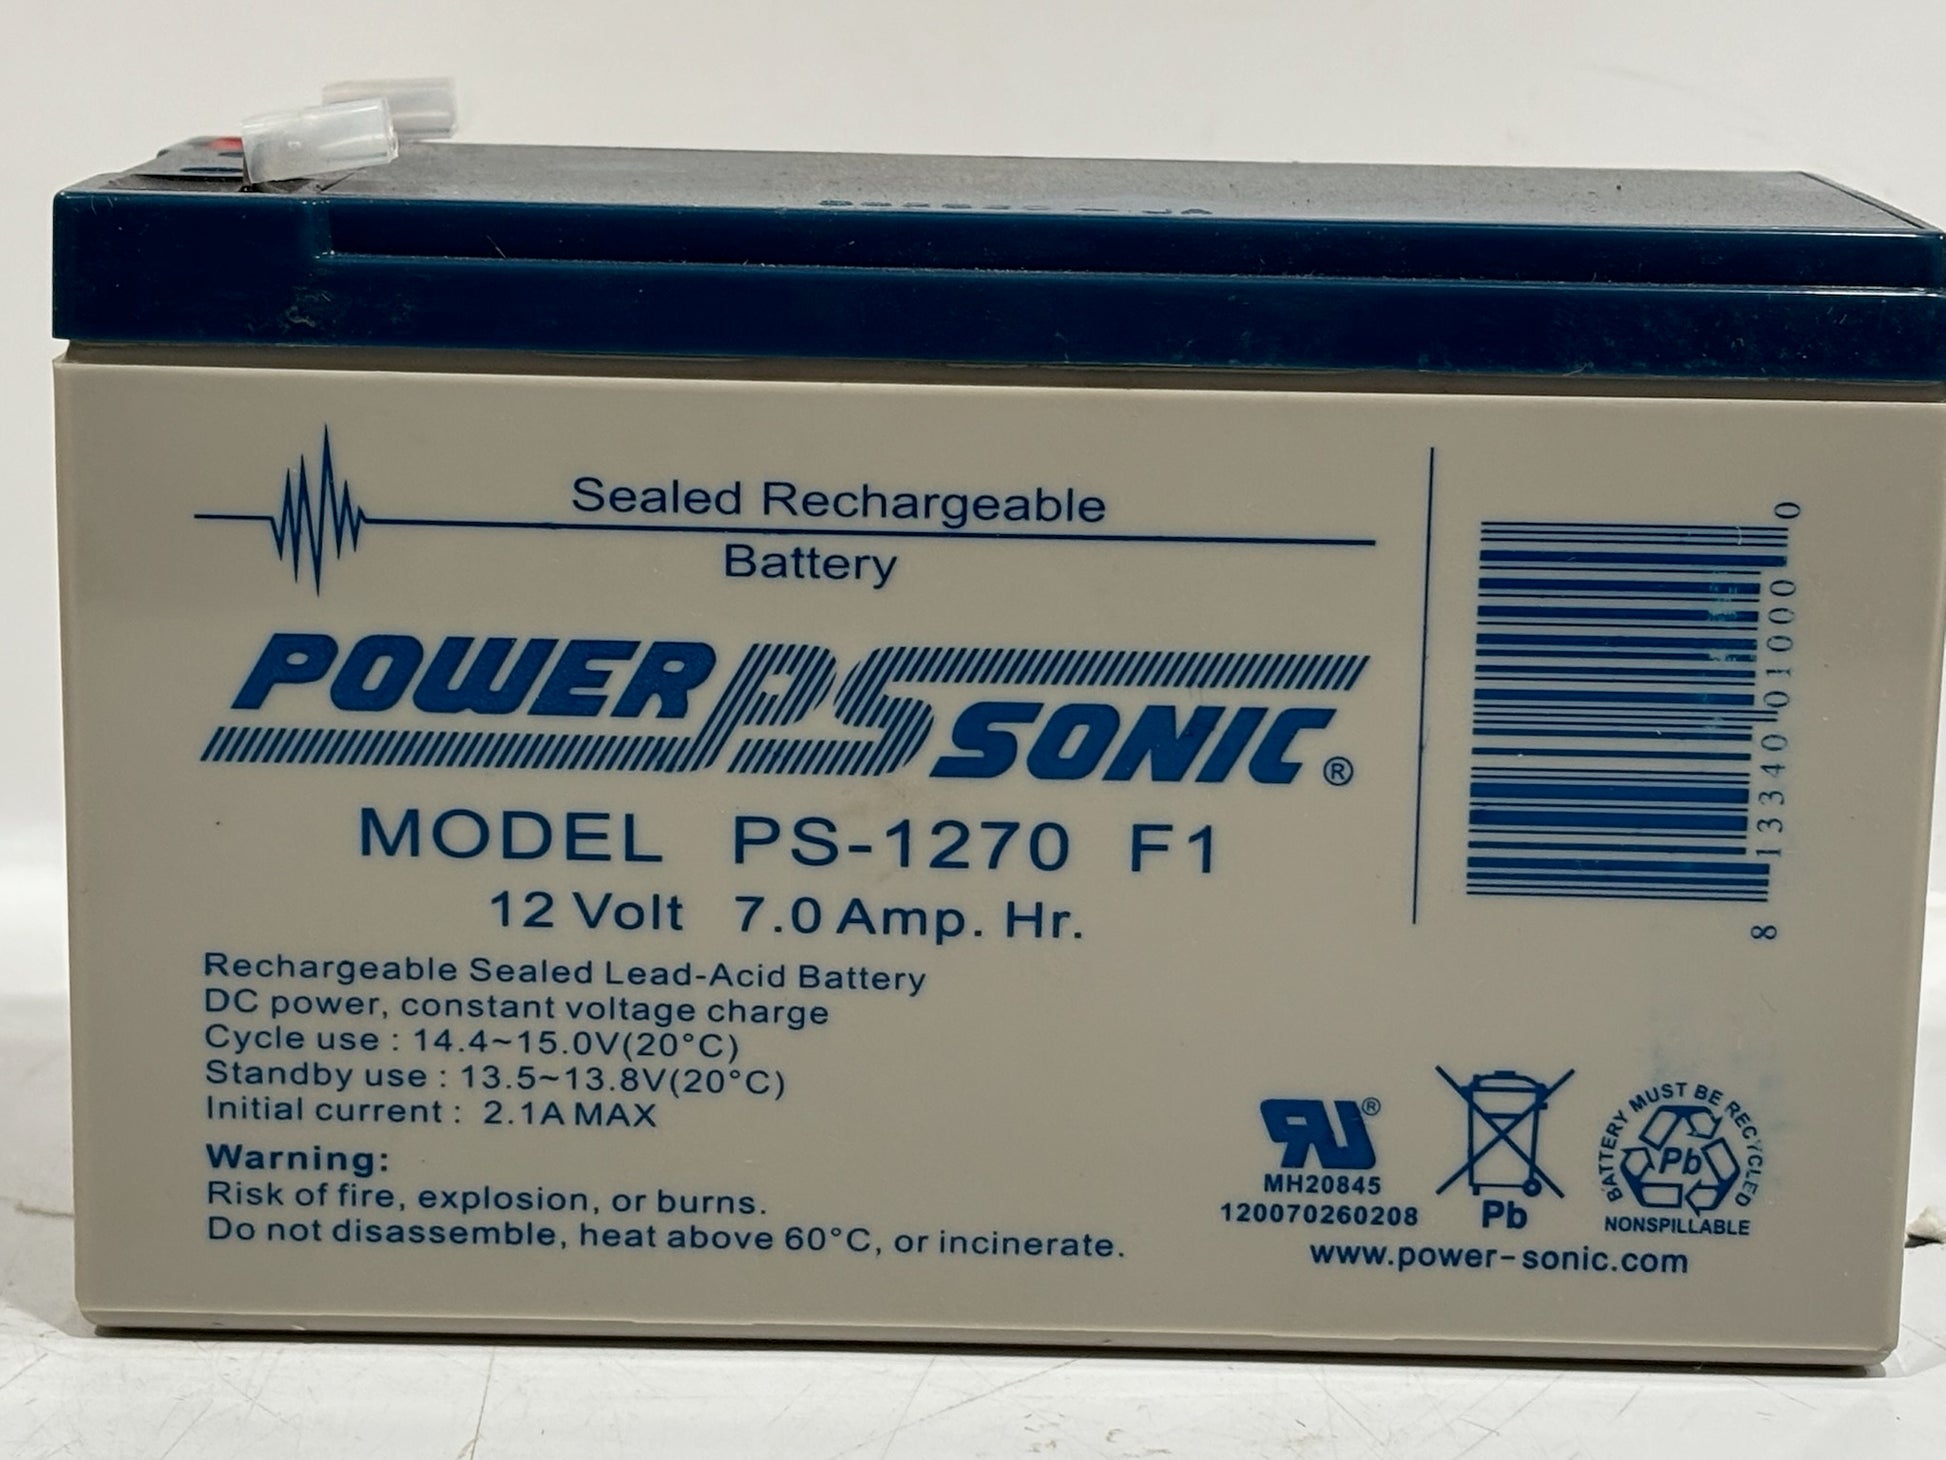 Sealed Rechargeable
Battery
POWER PS SONIC®
MODEL PS-1270 F1
12 Volt 7.0 Amp. Hr.
Rechargeable Sealed Lead-Acid Battery
DC power, constant voltage charge
Cycle use : 14.4~15.0V(20°C)
Standby use : 13.5~13.8V(20°C)
Initial current : 2.1A MAX
Warning:
Risk of fire, explosion, or burns.
Do not disassemble, heat above 60°C, or incinerate.
8 13340 01000 0
RU®
MH20845
120070260208
Pb
BATTERY MUST BE RECYCLED
Pb
NONSPILLABLE
www.power-sonic.com